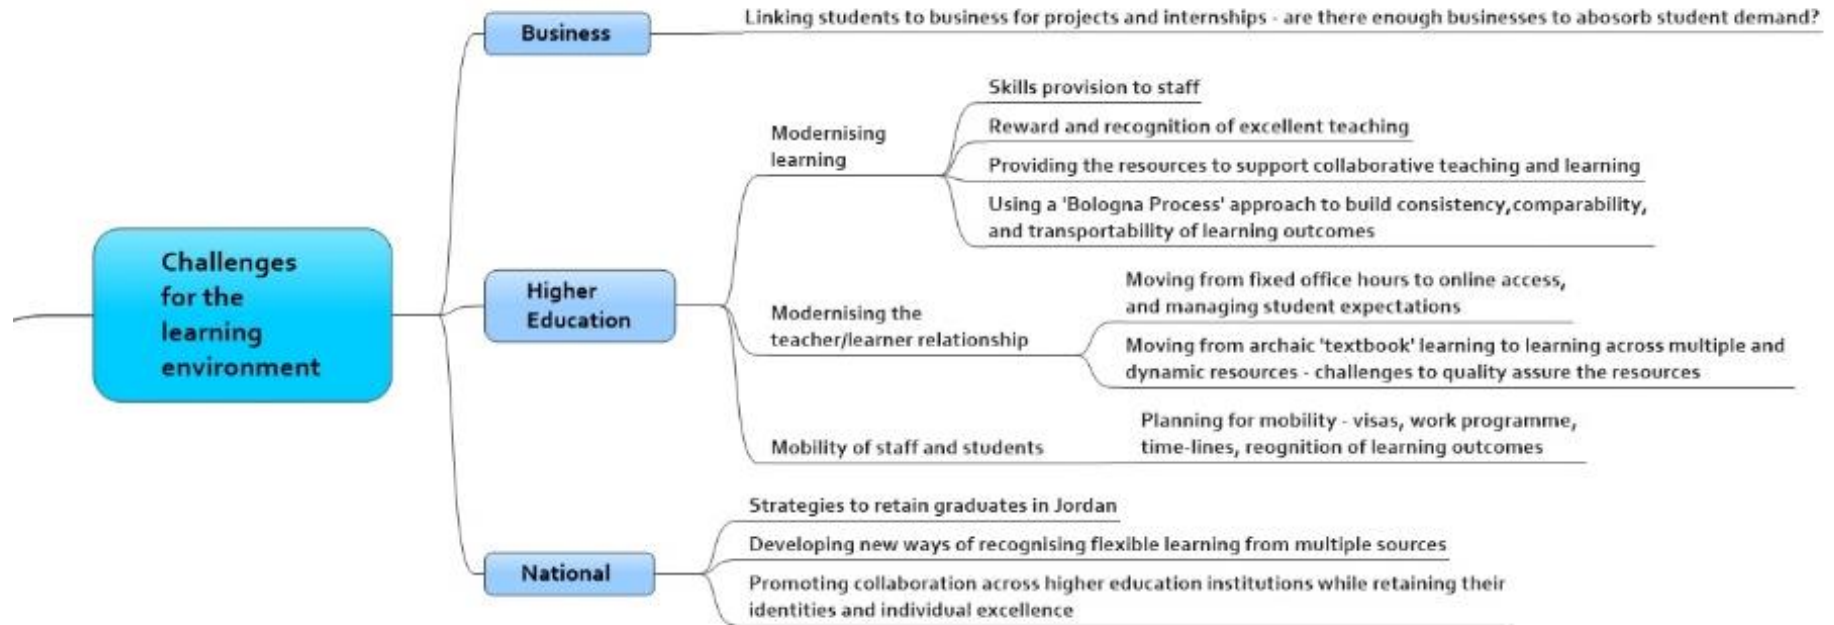 Challenges
for the
learning
environment
Business
Linking students to business for projects and internships - are there enough businesses to abosorb student demand?
Higher
Education
Modernising
learning
Skills provision to staff
Reward and recognition of excellent teaching
Providing the resources to support collaborative teaching and learning
Using a 'Bologna Process' approach to build consistency,comparability,
and transportability of learning outcomes
Modernising the
teacher/learner relationship
Moving from fixed office hours to online access,
and managing student expectations
Moving from archaic 'textbook' learning to learning across multiple and
dynamic resources - challenges to quality assure the resources
Mobility of staff and students
Planning for mobility - visas, work programme,
time-lines, reognition of learning outcomes
National
Strategies to retain graduates in Jordan
Developing new ways of recognising flexible learning from multiple sources
Promoting collaboration across higher education institutions while retaining their
identities and individual excellence